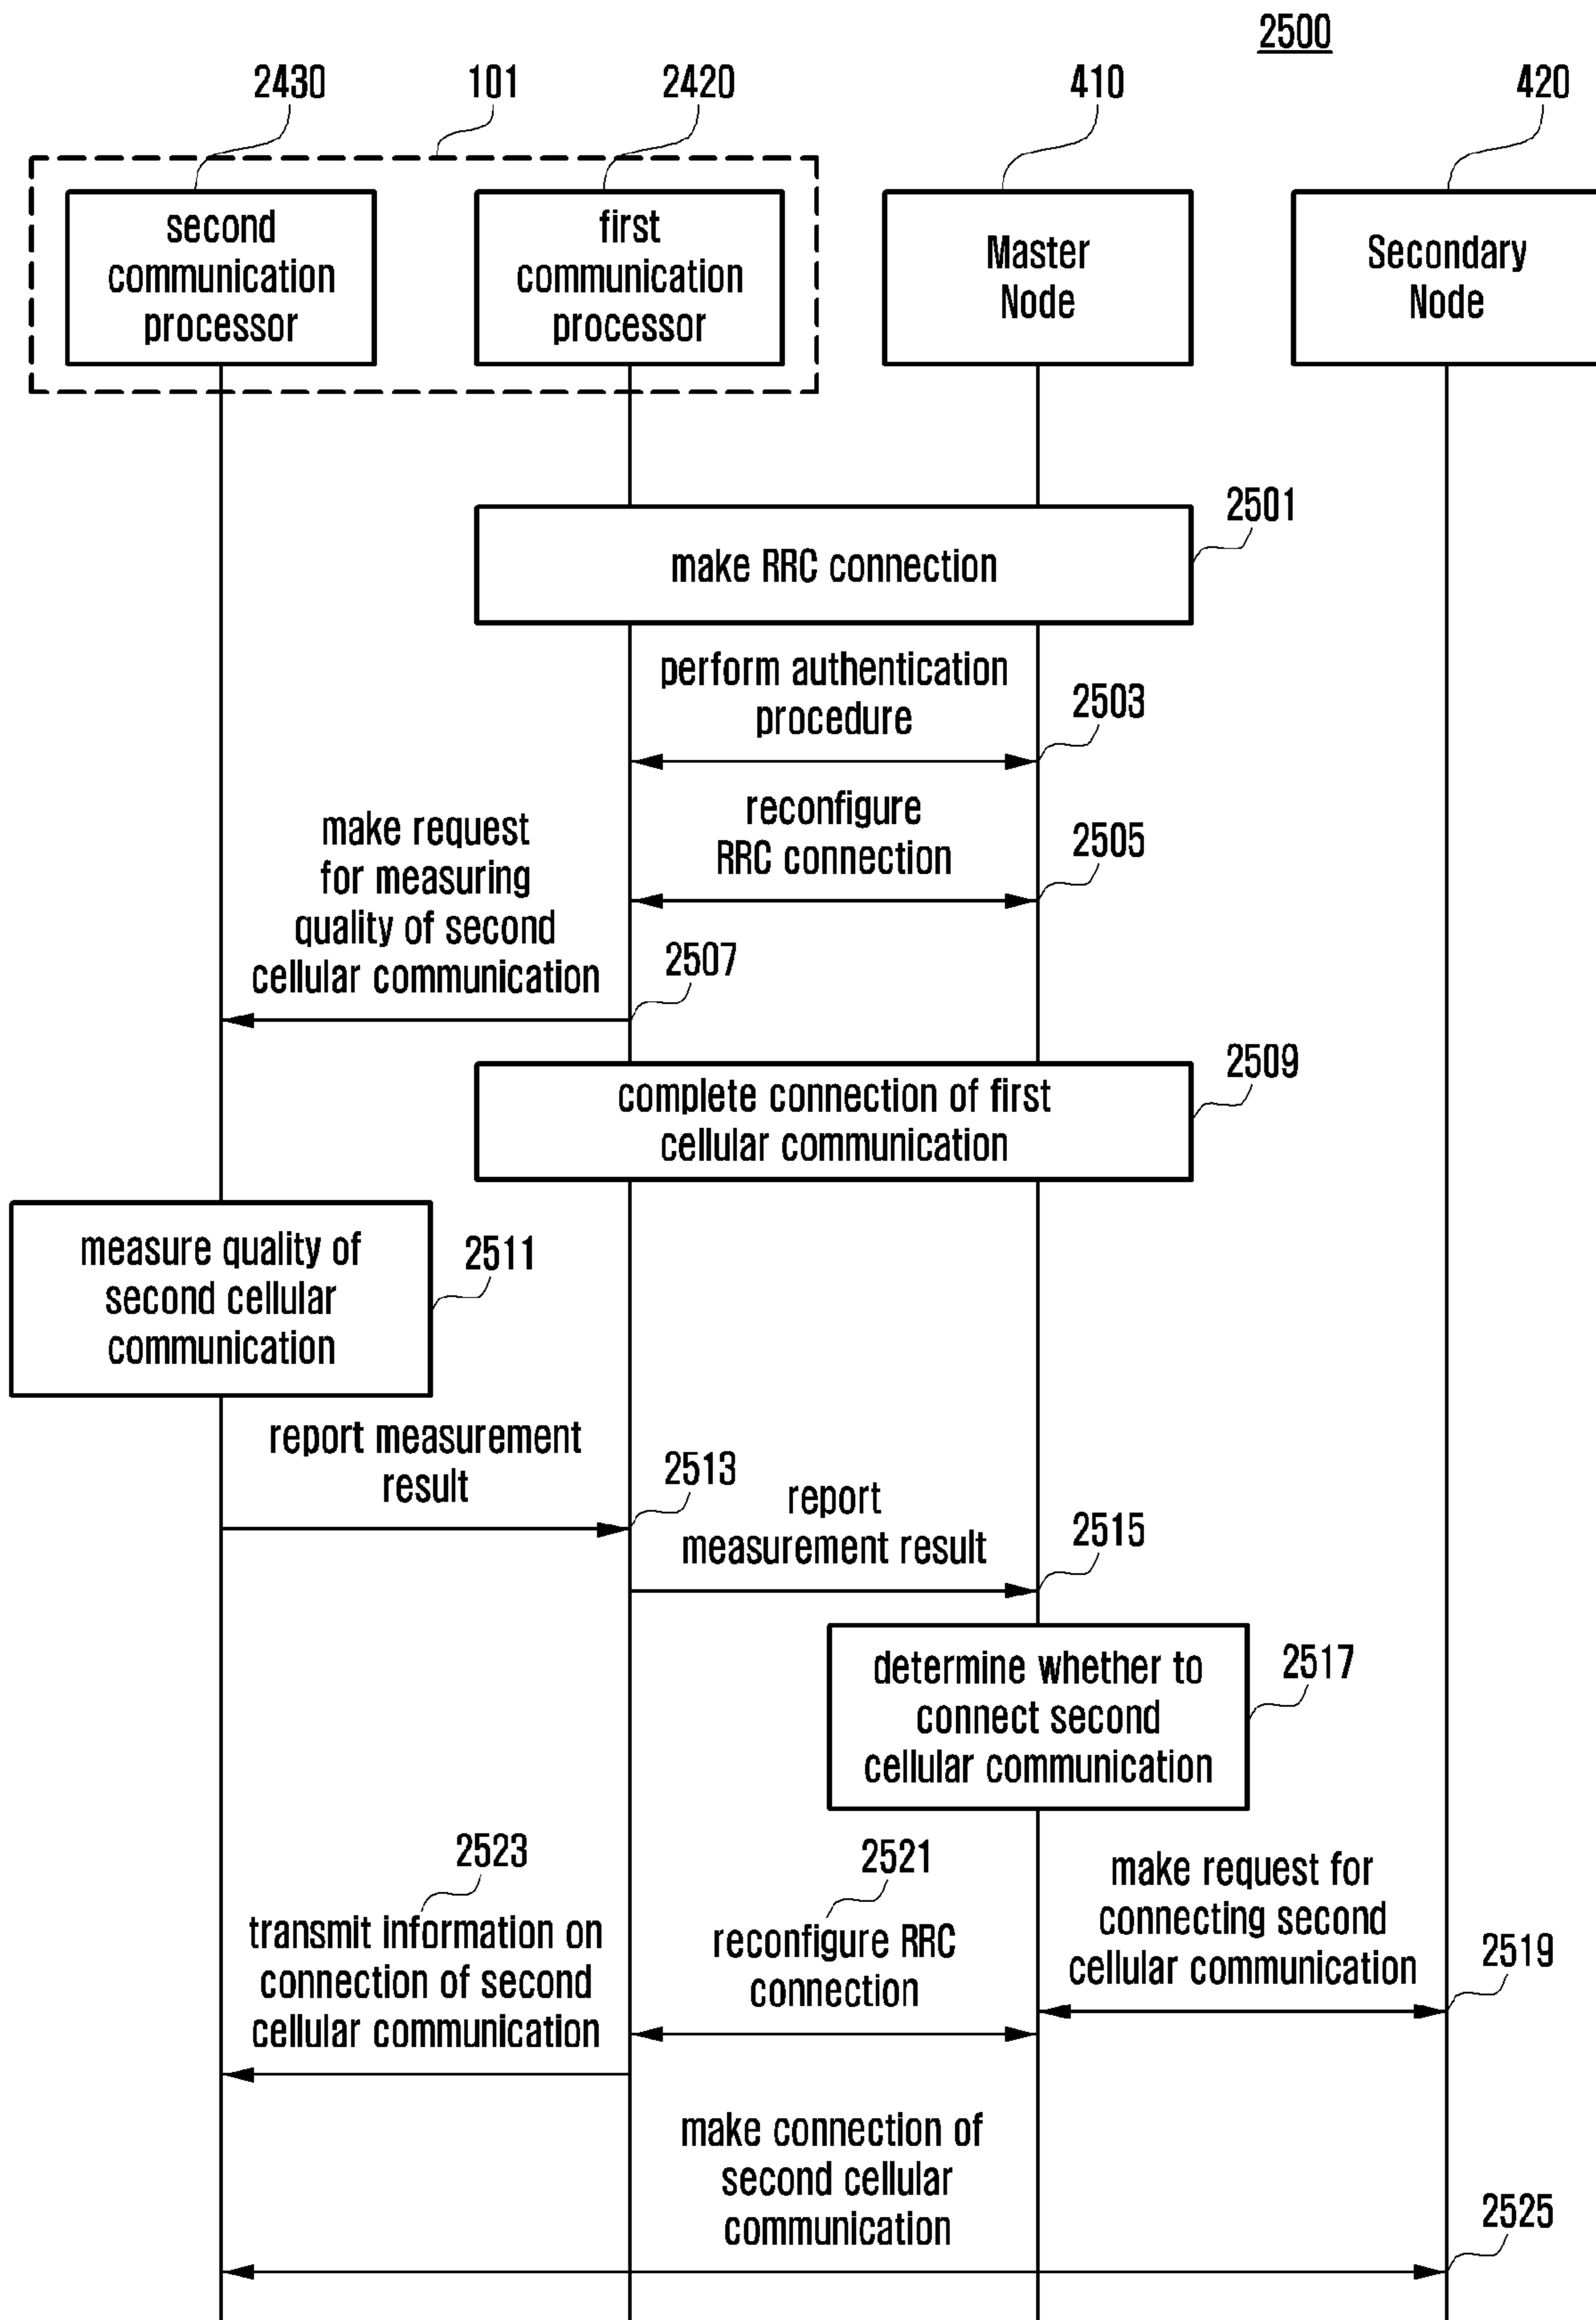 2500
2430
101
2420
410
420
second
communication
processor
first
communication
processor
Master
Node
Secondary
Node
2501
make RRC connection
perform authentication
procedure
2503
reconfigure
RRC connection
2505
make request
for measuring
quality of second
cellular communication
2507
2509
complete connection of first
cellular communication
measure quality of
second cellular
communication
2511
report measurement
result
2513
report
measurement result
2515
determine whether to
connect second
cellular communication
2517
2523
transmit information on
connection of second
cellular communication
2521
reconfigure RRC
connection
make request for
connecting second
cellular communication
2519
make connection of
second cellular
communication
2525